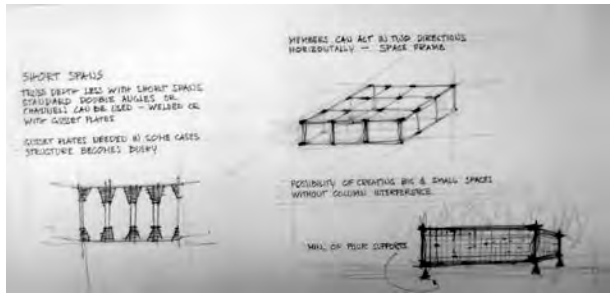 SHORT SPANS
TRUSS DEPTH LESS WITH SHORT SPANS
STANDARD DOUBLE ANGLES OR
CHANNELS CAN BE USED - WELDED OR
WITH GUSSET PLATES
GUSSET PLATES NEEDED IN SOME CASES
STRUCTURE BECOMES BULKY
MEMBERS CAN ACT IN TWO DIRECTIONS
HORIZONTALLY - SPACE FRAME
POSSIBILITY OF CREATING BIG & SMALL SPACES
WITHOUT COLUMN INTERFERENCE.
MIN. OF FOUR SUPPORTS